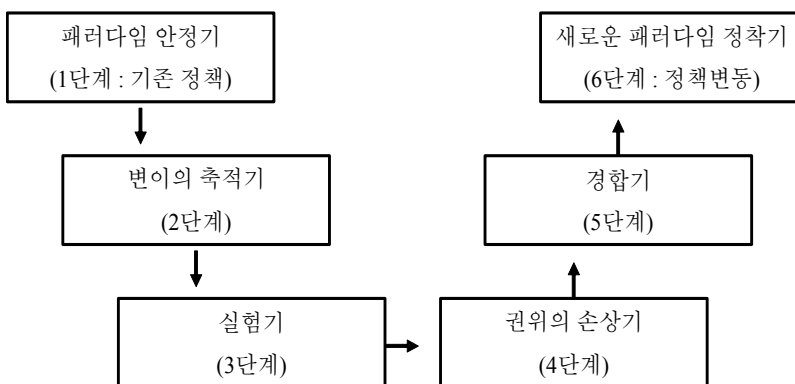 패러다임 안정기
(1단계 : 기존 정책)
변이의 축적기
(2단계)
실험기
(3단계)
권위의 손상기
(4단계)
경합기
(5단계)
새로운 패러다임 정착기
(6단계 : 정책변동)